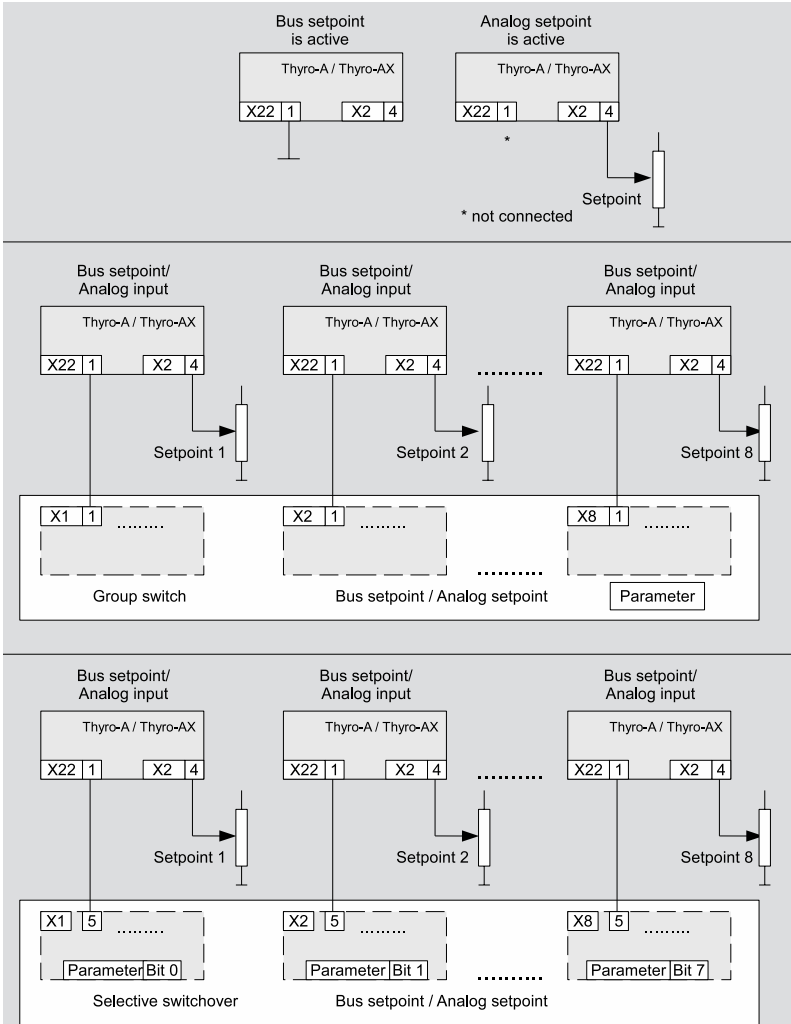 Bus setpoint
is active
Analog setpoint
is active
Thyro-A / Thyro-AX
Thyro-A / Thyro-AX
X22 1 X2 4
X22 1 X2 4
*
Setpoint
* not connected
Bus setpoint/
Analog input
Bus setpoint/
Analog input
Bus setpoint/
Analog input
Thyro-A / Thyro-AX
Thyro-A / Thyro-AX
Thyro-A / Thyro-AX
X22 1 X2 4
X22 1 X2 4
..........
X22 1 X2 4
Setpoint 1
Setpoint 2
Setpoint 8
X1 1 .........
X2 1 .........
X8 1 .........
..........
Group switch
Bus setpoint / Analog setpoint
Parameter
Bus setpoint/
Analog input
Bus setpoint/
Analog input
Bus setpoint/
Analog input
Thyro-A / Thyro-AX
Thyro-A / Thyro-AX
Thyro-A / Thyro-AX
X22 1 X2 4
X22 1 X2 4
..........
X22 1 X2 4
Setpoint 1
Setpoint 2
Setpoint 8
X1 5 .........
X2 5 .........
X8 5 .........
Parameter Bit 0
Parameter Bit 1
..........
Parameter Bit 7
Selective switchover
Bus setpoint / Analog setpoint